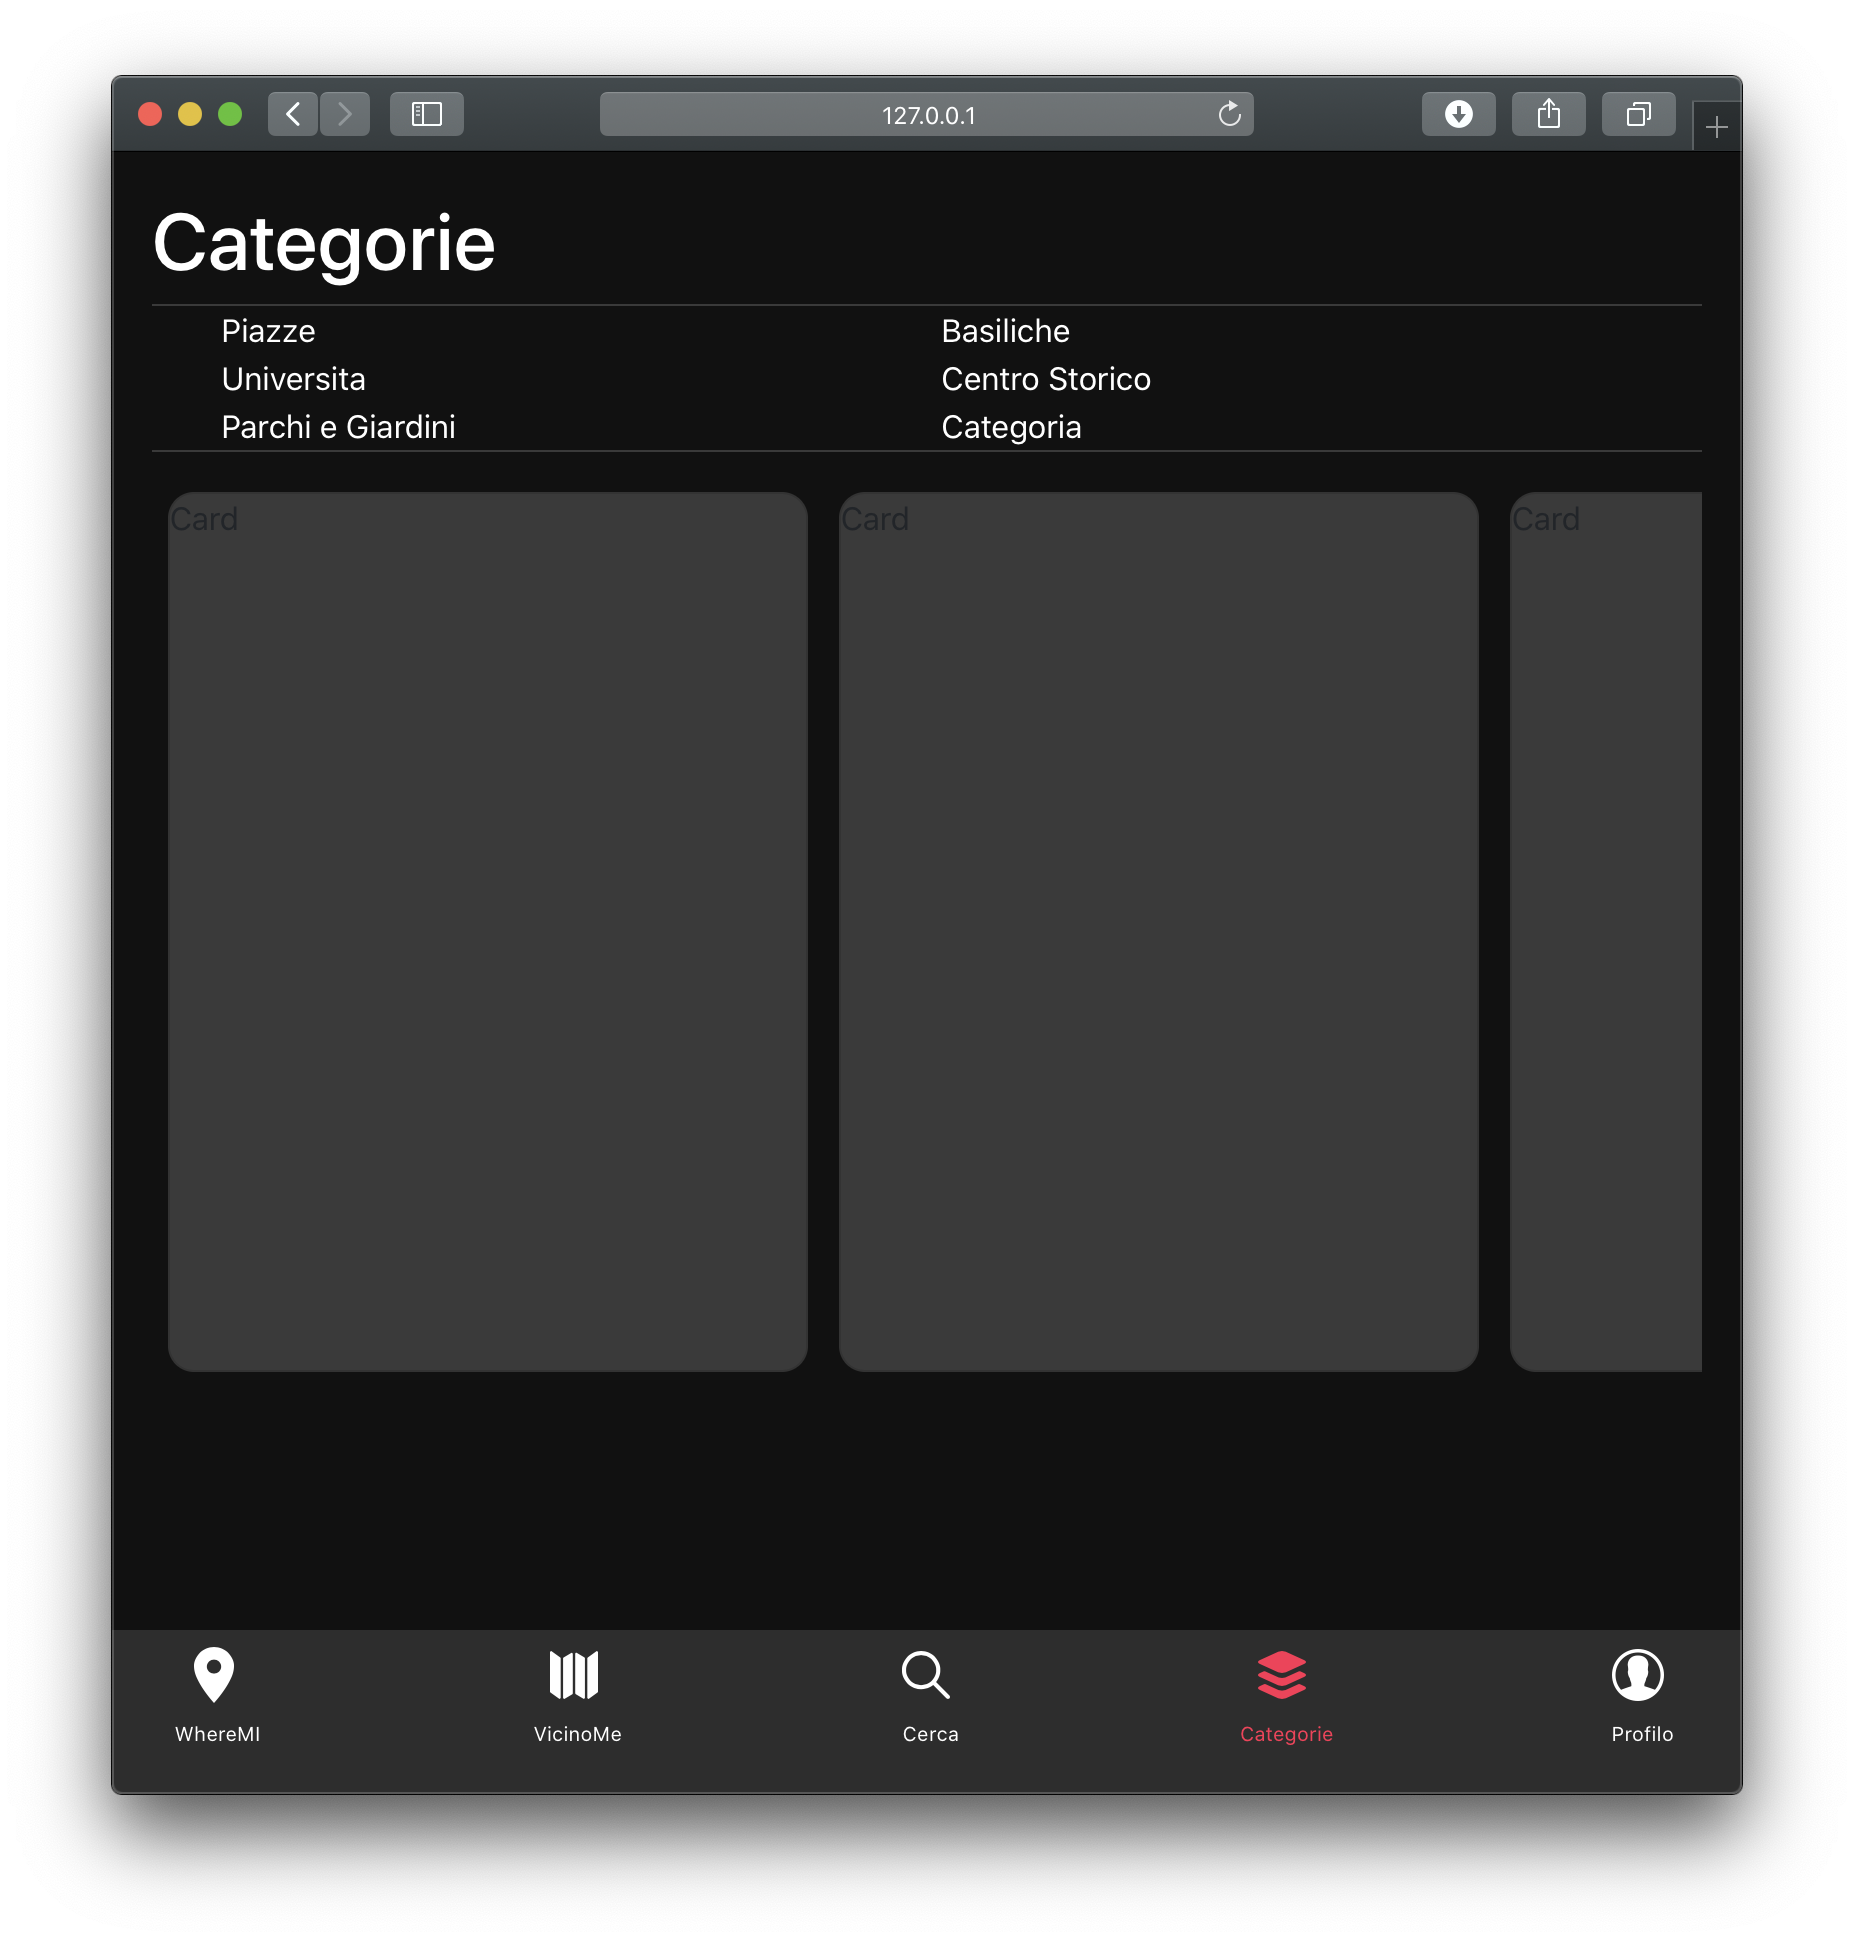 127.0.0.1
Categorie
Piazze
Basiliche
Universita
Centro Storico
Parchi e Giardini
Categoria
Card
Card
Card
WhereMI
VicinoMe
Cerca
Categorie
Profilo